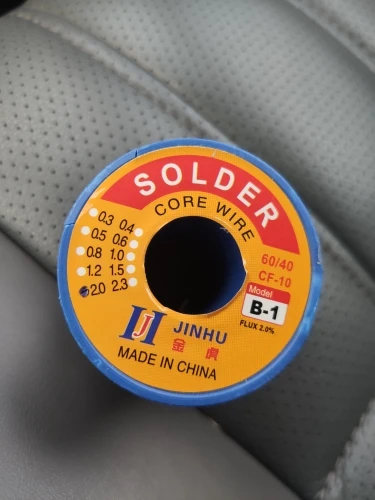 SOLDER
CORE WIRE
0.3 0.4
0.5 0.6
0.8 1.0
1.2 1.5
2.0 2.3
60/40
CF-10
Model
B-1
FLUX 2.0%
JINHU
金虎
MADE IN CHINA